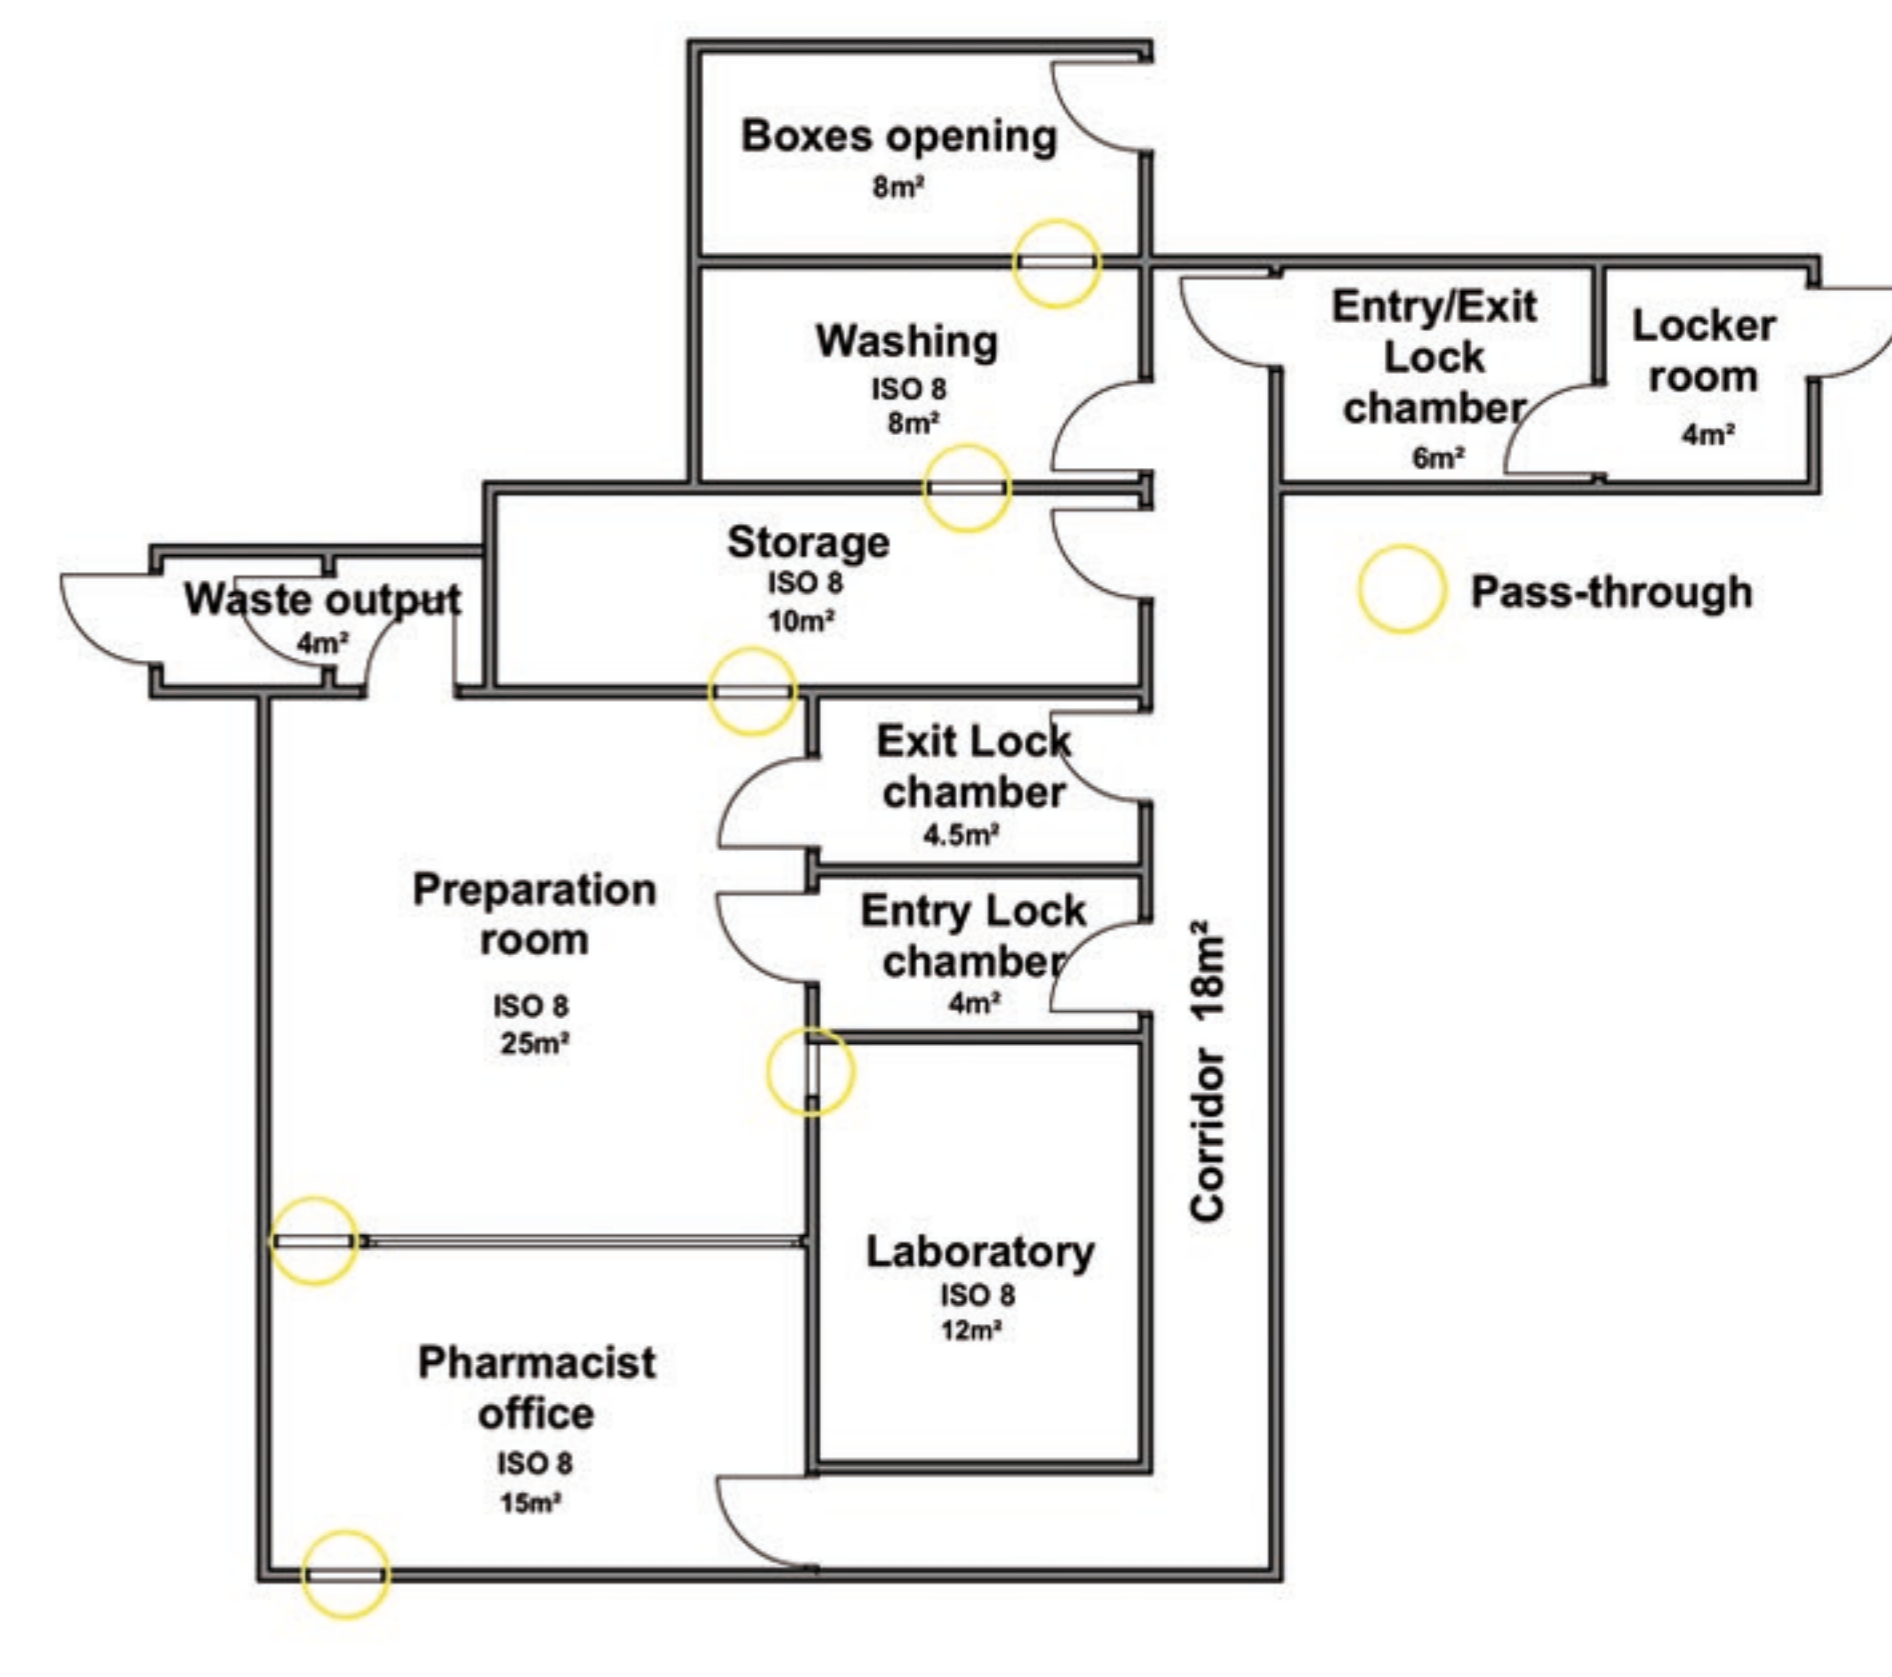 Boxes opening
8m²
Washing
ISO 8
8m²
Entry/Exit
Lock
chamber
6m²
Locker
room
4m²
Storage
ISO 8
10m²
Waste output
4m²
Pass-through
Exit Lock
chamber
4.5m²
Preparation
room
ISO 8
25m²
Entry Lock
chamber
4m²
Corridor 18m²
Laboratory
ISO 8
12m²
Pharmacist
office
ISO 8
15m²